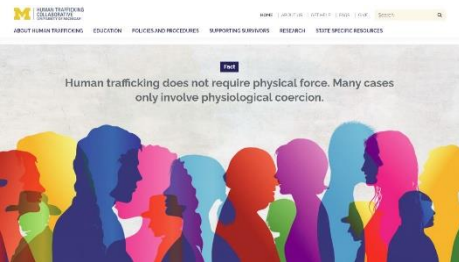 M HUMAN TRAFFICKING
COLLABORATIVE
UNIVERSITY OF MICHIGAN
HOME | ABOUT US | | | GIVE Search
ABOUT HUMAN TRAFFICKING EDUCATION POLICIES AND PROCEDURES SUPPORTING SURVIVORS RESEARCH STATE SPECIFIC RESOURCES
Fact
Human trafficking does not require physical force. Many cases
only involve physiological coercion.